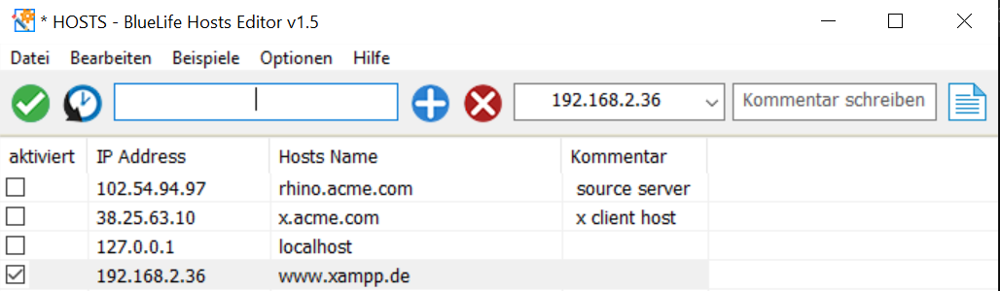 * HOSTS - BlueLife Hosts Editor v1.5
Datei Bearbeiten Beispiele Optionen Hilfe
192.168.2.36 Kommentar schreiben
aktiviert IP Address Hosts Name Kommentar
102.54.94.97 rhino.acme.com source server
38.25.63.10 x.acme.com x client host
127.0.0.1 localhost
192.168.2.36 www.xampp.de